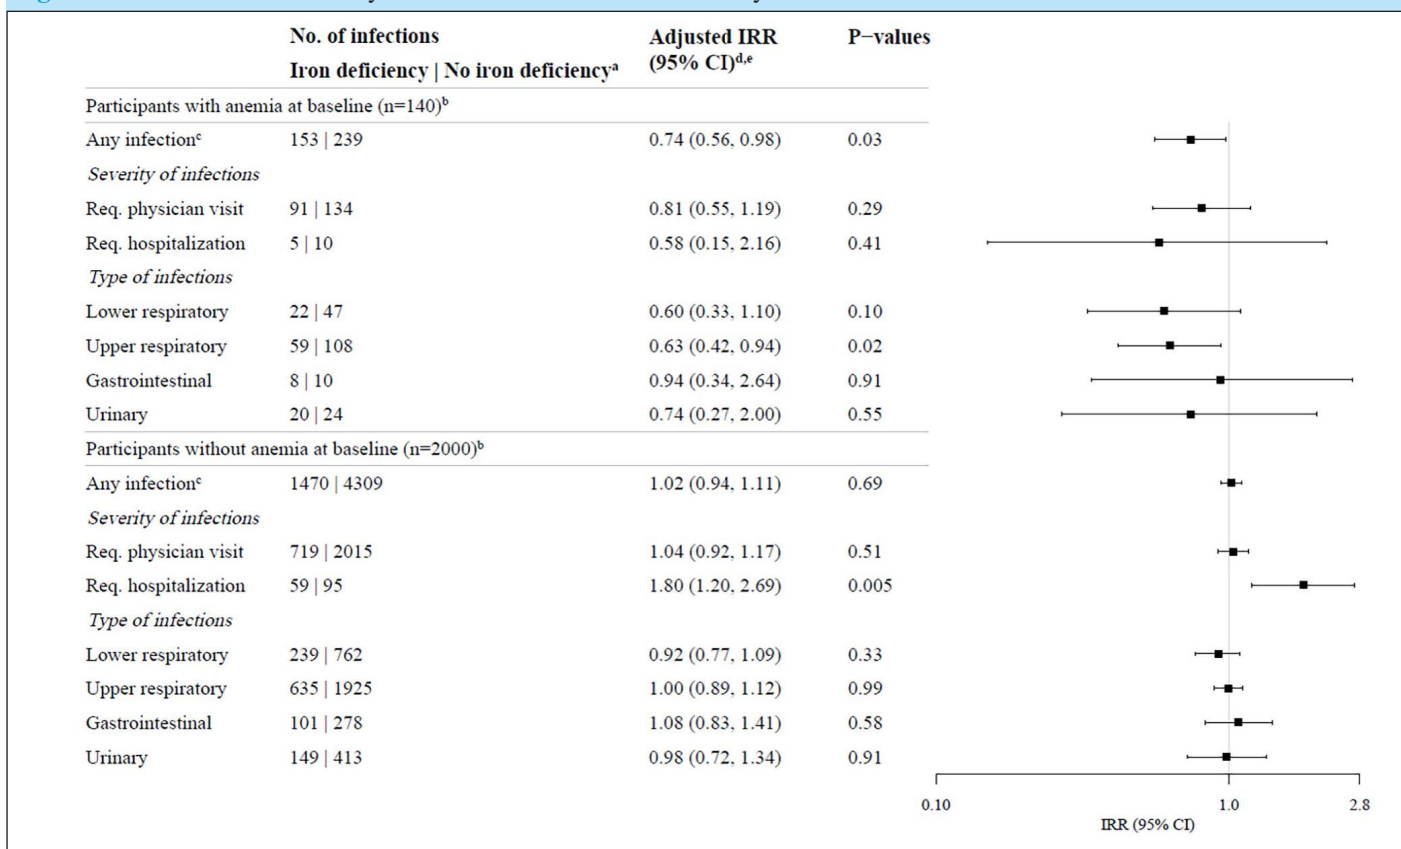 No. of infections Adjusted IRR P−values
Iron deficiency | No iron deficiencyᵃ (95% CI)ᵈ,ᵉ
Participants with anemia at baseline (n=140)ᵇ
Any infectionᶜ 153 | 239 0.74 (0.56, 0.98) 0.03
Severity of infections
Req. physician visit 91 | 134 0.81 (0.55, 1.19) 0.29
Req. hospitalization 5 | 10 0.58 (0.15, 2.16) 0.41
Type of infections
Lower respiratory 22 | 47 0.60 (0.33, 1.10) 0.10
Upper respiratory 59 | 108 0.63 (0.42, 0.94) 0.02
Gastrointestinal 8 | 10 0.94 (0.34, 2.64) 0.91
Urinary 20 | 24 0.74 (0.27, 2.00) 0.55
Participants without anemia at baseline (n=2000)ᵇ
Any infectionᶜ 1470 | 4309 1.02 (0.94, 1.11) 0.69
Severity of infections
Req. physician visit 719 | 2015 1.04 (0.92, 1.17) 0.51
Req. hospitalization 59 | 95 1.80 (1.20, 2.69) 0.005
Type of infections
Lower respiratory 239 | 762 0.92 (0.77, 1.09) 0.33
Upper respiratory 635 | 1925 1.00 (0.89, 1.12) 0.99
Gastrointestinal 101 | 278 1.08 (0.83, 1.41) 0.58
Urinary 149 | 413 0.98 (0.72, 1.34) 0.91
0.10 1.0 2.8
IRR (95% CI)